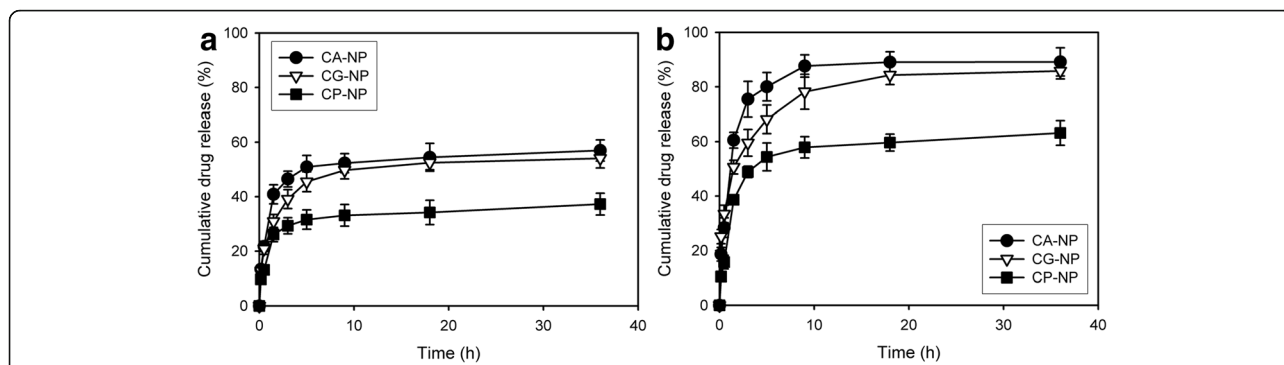 a
CA-NP
CG-NP
CP-NP
Cumulative drug release (%)
100
80
60
40
20
0
0 10 20 30 40
Time (h)
b
Cumulative drug release (%)
100
80
60
40
20
0
CA-NP
CG-NP
CP-NP
0 10 20 30 40
Time (h)